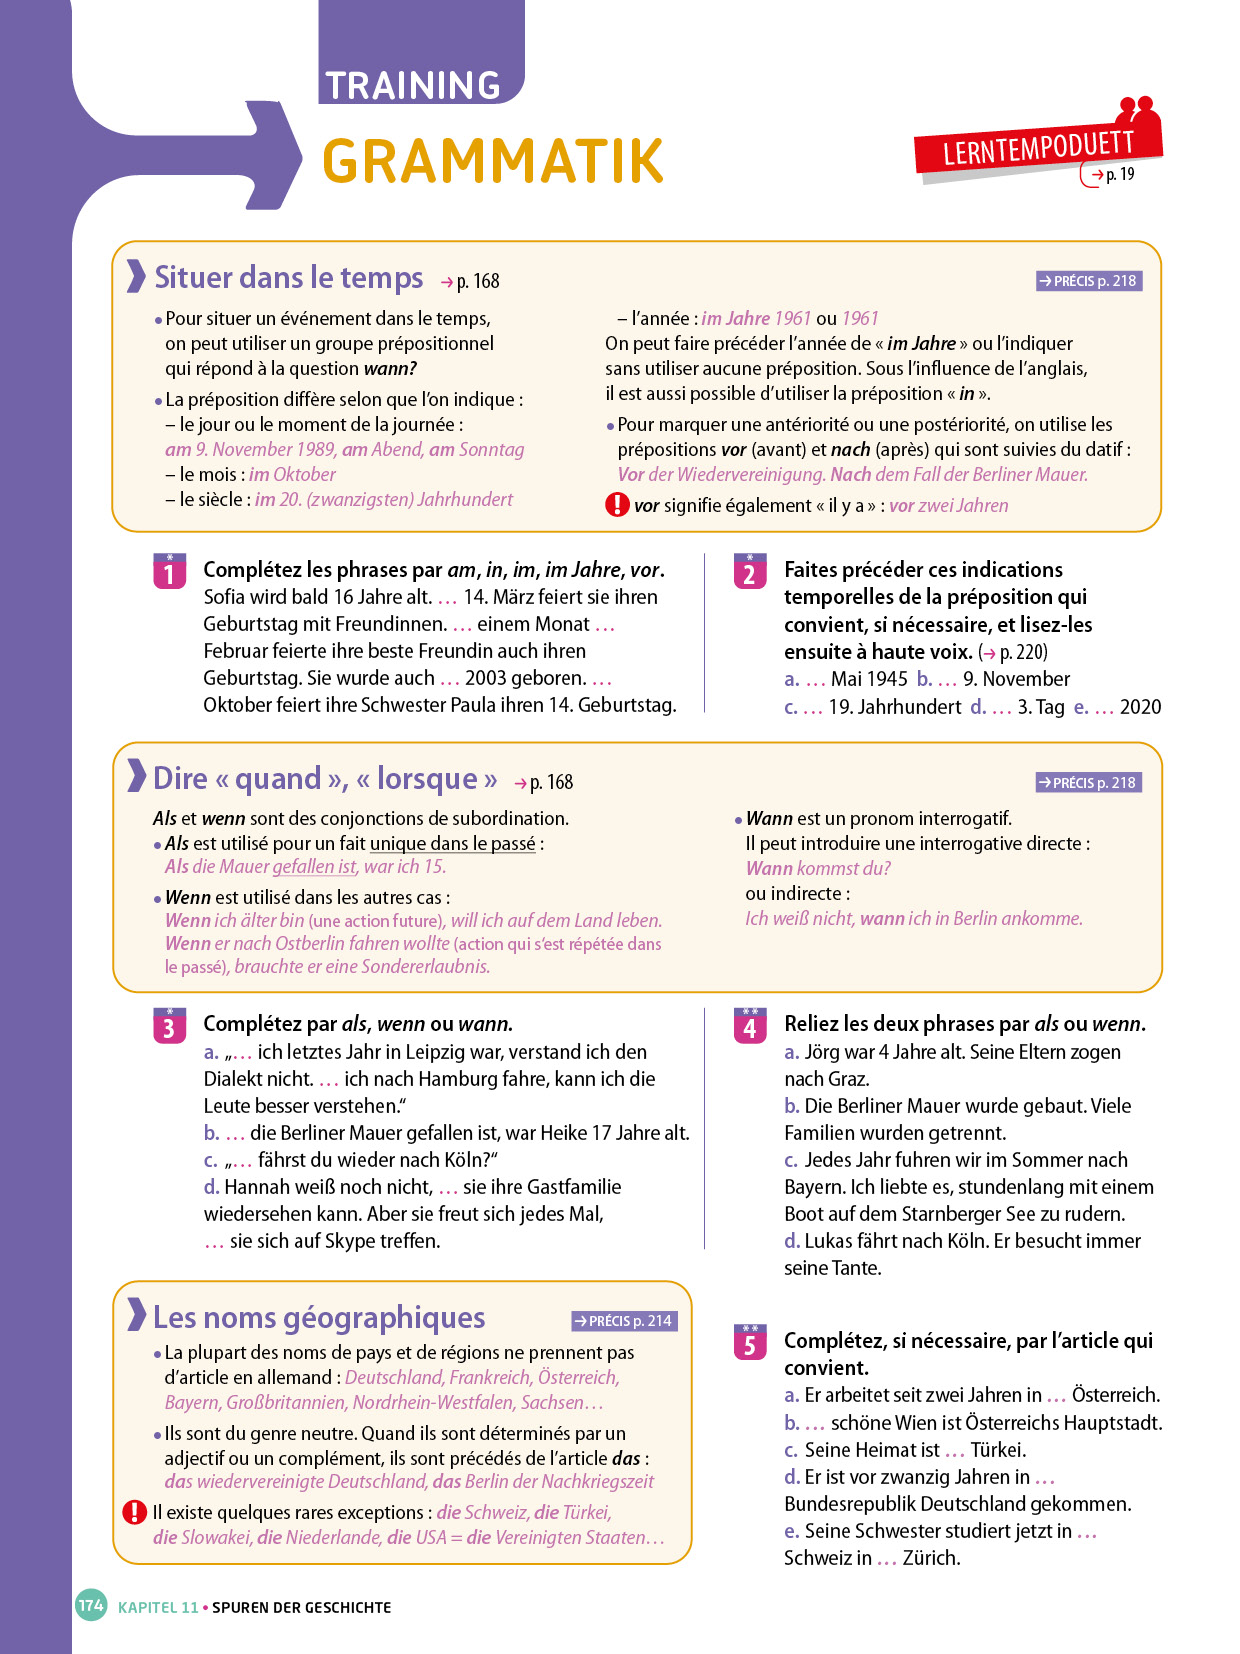 TRAINING
GRAMMATIK
LERNTEMPODUETT
→ p. 19
Situer dans le temps → p. 168
→ PRÉCIS p. 218
• Pour situer un événement dans le temps,
on peut utiliser un groupe prépositionnel
qui répond à la question wann?
• La préposition diffère selon que l’on indique :
– le jour ou le moment de la journée :
am 9. November 1989, am Abend, am Sonntag
– le mois : im Oktober
– le siècle : im 20. (zwanzigsten) Jahrhundert
– l’année : im Jahre 1961 ou 1961
On peut faire précéder l’année de « im Jahre » ou l’indiquer
sans utiliser aucune préposition. Sous l’influence de l’anglais,
il est aussi possible d’utiliser la préposition « in ».
• Pour marquer une antériorité ou une postériorité, on utilise les
prépositions vor (avant) et nach (après) qui sont suivies du datif :
Vor der Wiedervereinigung. Nach dem Fall der Berliner Mauer.
! vor signifie également « il y a » : vor zwei Jahren
*
1 Complétez les phrases par am, in, im, im Jahre, vor.
Sofia wird bald 16 Jahre alt. … 14. März feiert sie ihren
Geburtstag mit Freundinnen. … einem Monat …
Februar feierte ihre beste Freundin auch ihren
Geburtstag. Sie wurde auch … 2003 geboren. …
Oktober feiert ihre Schwester Paula ihren 14. Geburtstag.
*
2 Faites précéder ces indications
temporelles de la préposition qui
convient, si nécessaire, et lisez-les
ensuite à haute voix. (→ p. 220)
a. … Mai 1945 b. … 9. November
c. … 19. Jahrhundert d. … 3. Tag e. … 2020
Dire « quand », « lorsque » → p. 168
→ PRÉCIS p. 218
Als et wenn sont des conjonctions de subordination.
• Als est utilisé pour un fait unique dans le passé :
Als die Mauer gefallen ist, war ich 15.
• Wenn est utilisé dans les autres cas :
Wenn ich älter bin (une action future), will ich auf dem Land leben.
Wenn er nach Ostberlin fahren wollte (action qui s’est répétée dans
le passé), brauchte er eine Sondererlaubnis.
• Wann est un pronom interrogatif.
Il peut introduire une interrogative directe :
Wann kommst du?
ou indirecte :
Ich weiß nicht, wann ich in Berlin ankomme.
*
3 Complétez par als, wenn ou wann.
a. „… ich letztes Jahr in Leipzig war, verstand ich den
Dialekt nicht. … ich nach Hamburg fahre, kann ich die
Leute besser verstehen.“
b. … die Berliner Mauer gefallen ist, war Heike 17 Jahre alt.
c. „… fährst du wieder nach Köln?“
d. Hannah weiß noch nicht, … sie ihre Gastfamilie
wiedersehen kann. Aber sie freut sich jedes Mal,
… sie sich auf Skype treffen.
**
4 Reliez les deux phrases par als ou wenn.
a. Jörg war 4 Jahre alt. Seine Eltern zogen
nach Graz.
b. Die Berliner Mauer wurde gebaut. Viele
Familien wurden getrennt.
c. Jedes Jahr fuhren wir im Sommer nach
Bayern. Ich liebte es, stundenlang mit einem
Boot auf dem Starnberger See zu rudern.
d. Lukas fährt nach Köln. Er besucht immer
seine Tante.
Les noms géographiques
→ PRÉCIS p. 214
• La plupart des noms de pays et de régions ne prennent pas
d’article en allemand : Deutschland, Frankreich, Österreich,
Bayern, Großbritannien, Nordrhein-Westfalen, Sachsen…
• Ils sont du genre neutre. Quand ils sont déterminés par un
adjectif ou un complément, ils sont précédés de l’article das :
das wiedervereinigte Deutschland, das Berlin der Nachkriegszeit
! Il existe quelques rares exceptions : die Schweiz, die Türkei,
die Slowakei, die Niederlande, die USA = die Vereinigten Staaten…
**
5 Complétez, si nécessaire, par l’article qui
convient.
a. Er arbeitet seit zwei Jahren in … Österreich.
b. … schöne Wien ist Österreichs Hauptstadt.
c. Seine Heimat ist … Türkei.
d. Er ist vor zwanzig Jahren in …
Bundesrepublik Deutschland gekommen.
e. Seine Schwester studiert jetzt in …
Schweiz in … Zürich.
174 KAPITEL 11 • SPUREN DER GESCHICHTE